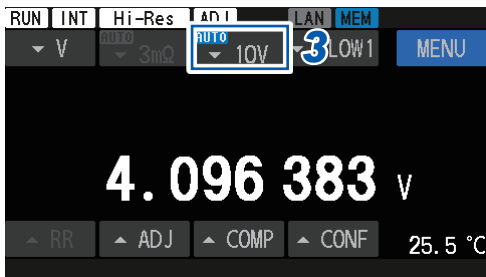 RUN INT Hi-Res ADJ LAN MEM
V AUTO 3mΩ AUTO 10V 3 LOW1 MENU
4.096 383 V
RR ADJ COMP CONF 25.5 °C